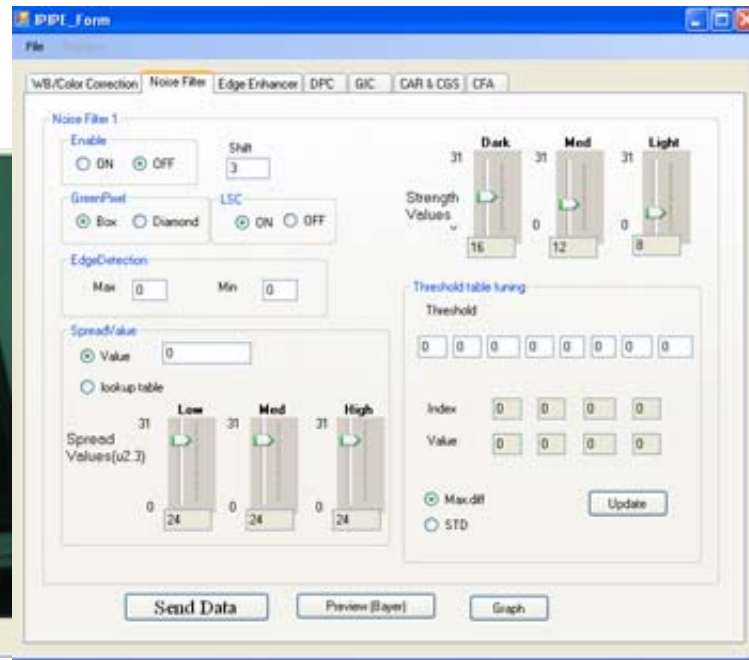 IPIPE_Form
File
WB/Color Correction Noise Filter Edge Enhancer DPC GIC CAR & CGS CFA
Noise Filter 1
Enable
ON OFF
Shift
3
GreenPixel
Box Diamond
LSC
ON OFF
EdgeDetection
Max 0 Min 0
SpreadValue
Value 0
lookup table
Low Med High
31 31 31
Spread
Values(u2.3)
0 0 0
24 24 24
Dark Med Light
31 31 31
Strength
Values
0 0
16 12 8
Threshold table tuning
Threshold
0 0 0 0 0 0 0 0
Index 0 0 0 0
Value 0 0 0 0
Max.diff
STD
Update
Send Data Preview (Bayer) Graph